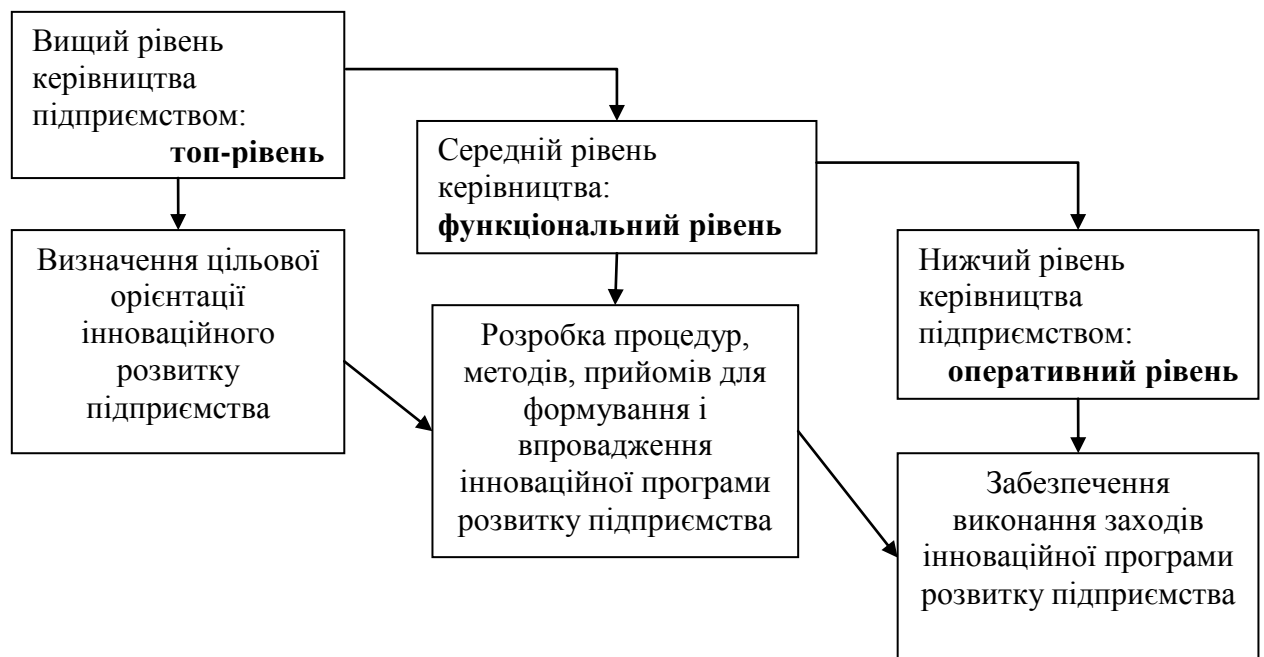 Вищий рівень
керівництва
підприємством:
топ-рівень
Середній рівень
керівництва:
функціональний рівень
Нижчий рівень
керівництва
підприємством:
оперативний рівень
Визначення цільової
орієнтації
інноваційного
розвитку
підприємства
Розробка процедур,
методів, прийомів для
формування і
впровадження
інноваційної програми
розвитку підприємства
Забезпечення
виконання заходів
інноваційної програми
розвитку підприємства